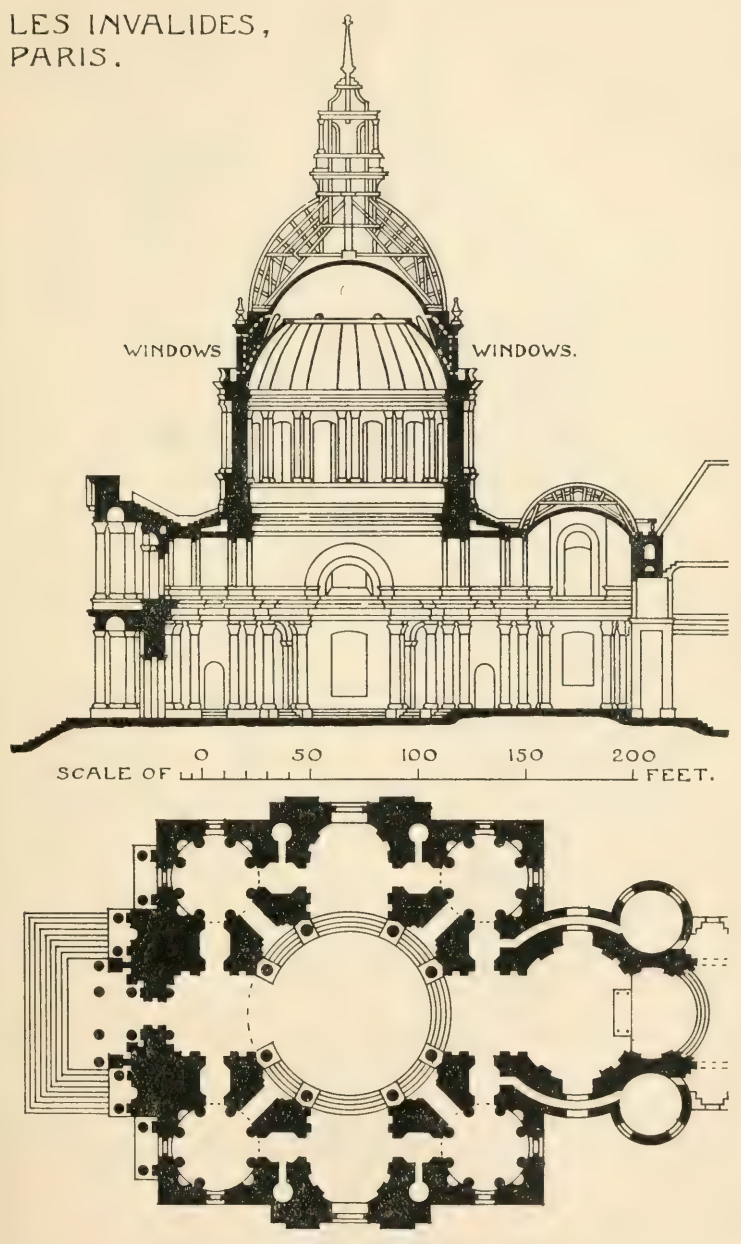 LES INVALIDES,
PARIS.
WINDOWS
WINDOWS.
0 50 100 150 200
SCALE OF FEET.